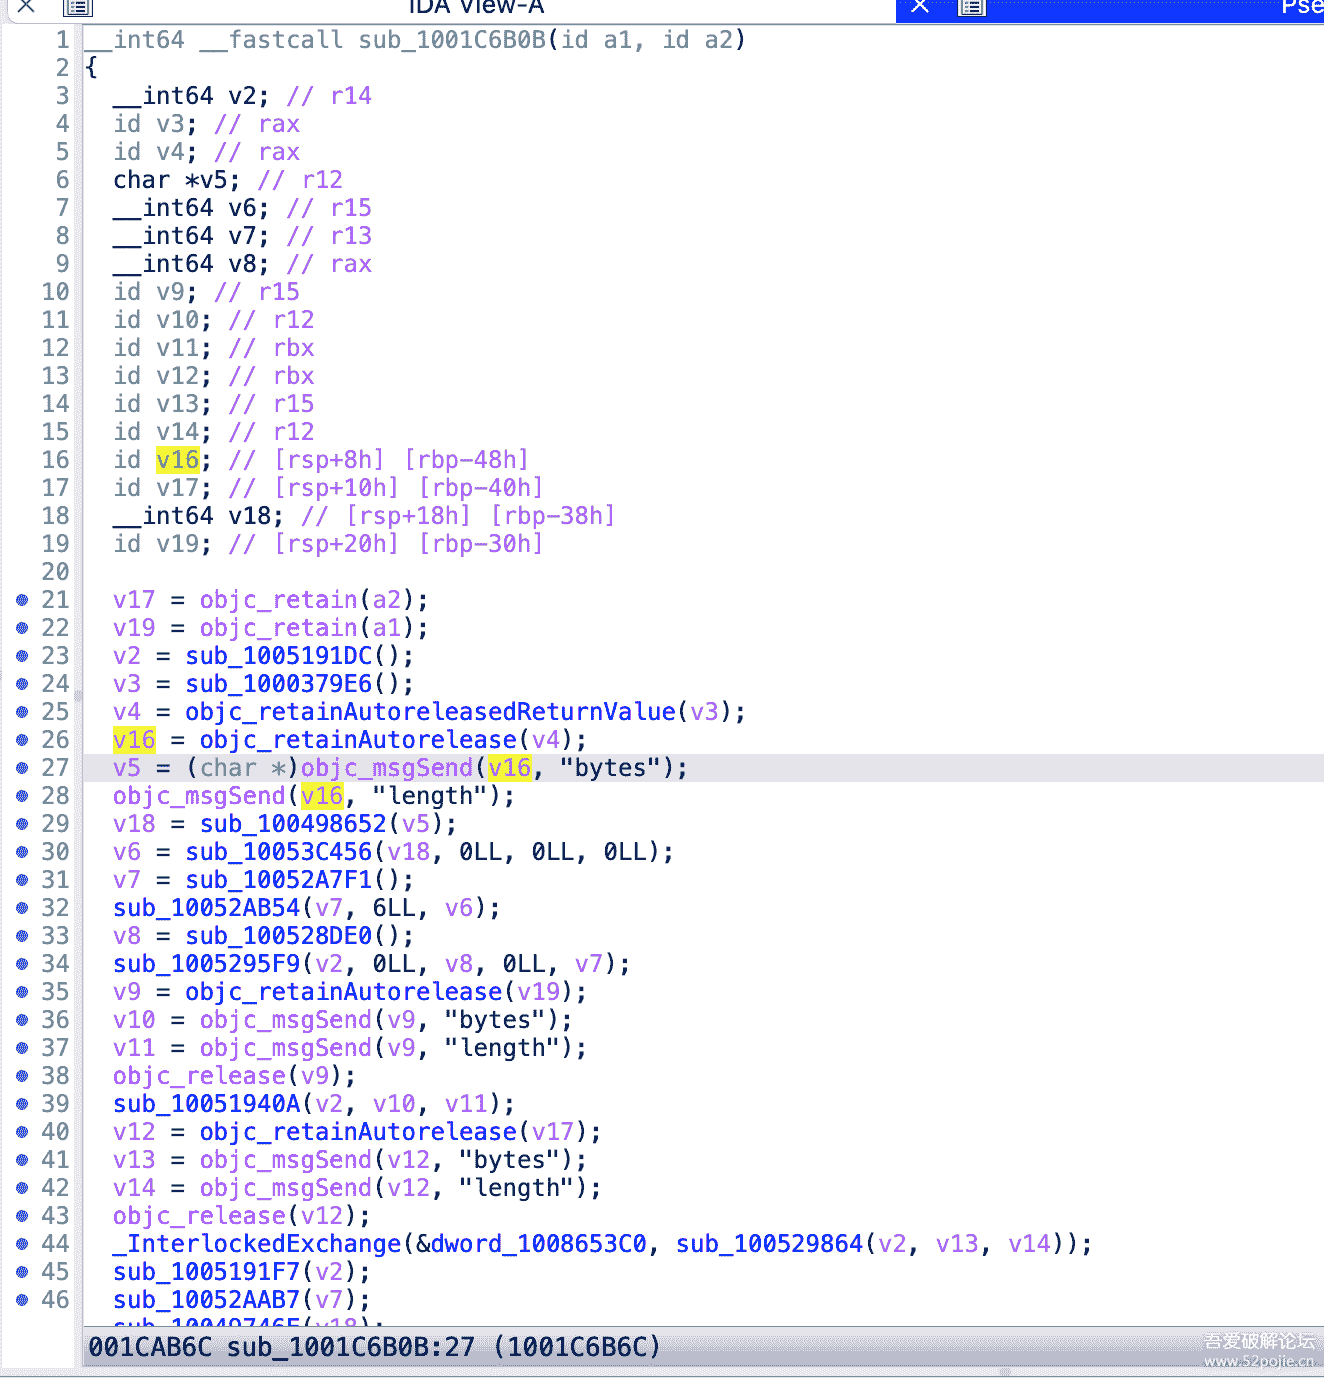 IDA View-A
Pse
1 __int64 __fastcall sub_1001C6B0B(id a1, id a2)
2 {
3 __int64 v2; // r14
4 id v3; // rax
5 id v4; // rax
6 char *v5; // r12
7 __int64 v6; // r15
8 __int64 v7; // r13
9 __int64 v8; // rax
10 id v9; // r15
11 id v10; // r12
12 id v11; // rbx
13 id v12; // rbx
14 id v13; // r15
15 id v14; // r12
16 id v16; // [rsp+8h] [rbp-48h]
17 id v17; // [rsp+10h] [rbp-40h]
18 __int64 v18; // [rsp+18h] [rbp-38h]
19 id v19; // [rsp+20h] [rbp-30h]
20
21 v17 = objc_retain(a2);
22 v19 = objc_retain(a1);
23 v2 = sub_1005191DC();
24 v3 = sub_1000379E6();
25 v4 = objc_retainAutoreleasedReturnValue(v3);
26 v16 = objc_retainAutorelease(v4);
27 v5 = (char *)objc_msgSend(v16, "bytes");
28 objc_msgSend(v16, "length");
29 v18 = sub_100498652(v5);
30 v6 = sub_10053C456(v18, 0LL, 0LL, 0LL);
31 v7 = sub_10052A7F1();
32 sub_10052AB54(v7, 6LL, v6);
33 v8 = sub_100528DE0();
34 sub_1005295F9(v2, 0LL, v8, 0LL, v7);
35 v9 = objc_retainAutorelease(v19);
36 v10 = objc_msgSend(v9, "bytes");
37 v11 = objc_msgSend(v9, "length");
38 objc_release(v9);
39 sub_10051940A(v2, v10, v11);
40 v12 = objc_retainAutorelease(v17);
41 v13 = objc_msgSend(v12, "bytes");
42 v14 = objc_msgSend(v12, "length");
43 objc_release(v12);
44 _InterlockedExchange(&dword_1008653C0, sub_100529864(v2, v13, v14));
45 sub_1005191F7(v2);
46 sub_10052AAB7(v7);
001CAB6C sub_1001C6B0B:27 (1001C6B6C)
吾爱破解论坛
www.52pojie.cn